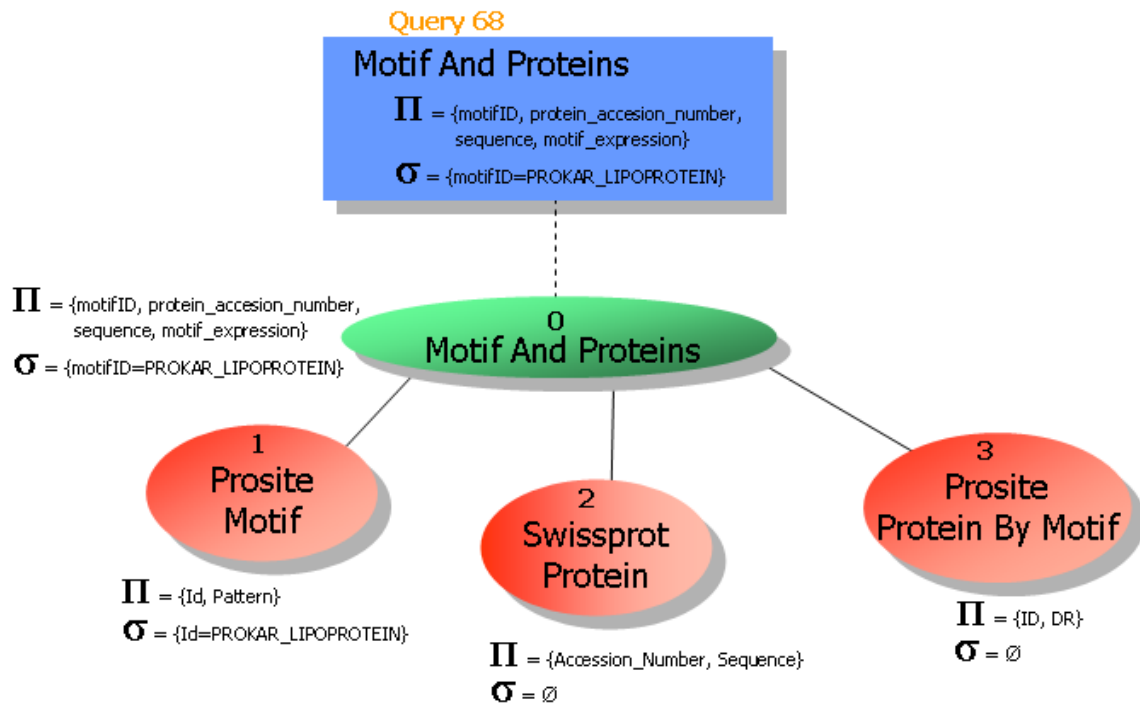 Query 68
Motif And Proteins
Π = {motifID, protein_accesion_number,
sequence, motif_expression}
σ = {motifID=PROKAR_LIPOPROTEIN}
Π = {motifID, protein_accesion_number,
sequence, motif_expression}
σ = {motifID=PROKAR_LIPOPROTEIN}
0
Motif And Proteins
1
Prosite
Motif
Π = {Id, Pattern}
σ = {Id=PROKAR_LIPOPROTEIN}
2
Swissprot
Protein
Π = {Accession_Number, Sequence}
σ = Ø
3
Prosite
Protein By Motif
Π = {ID, DR}
σ = Ø